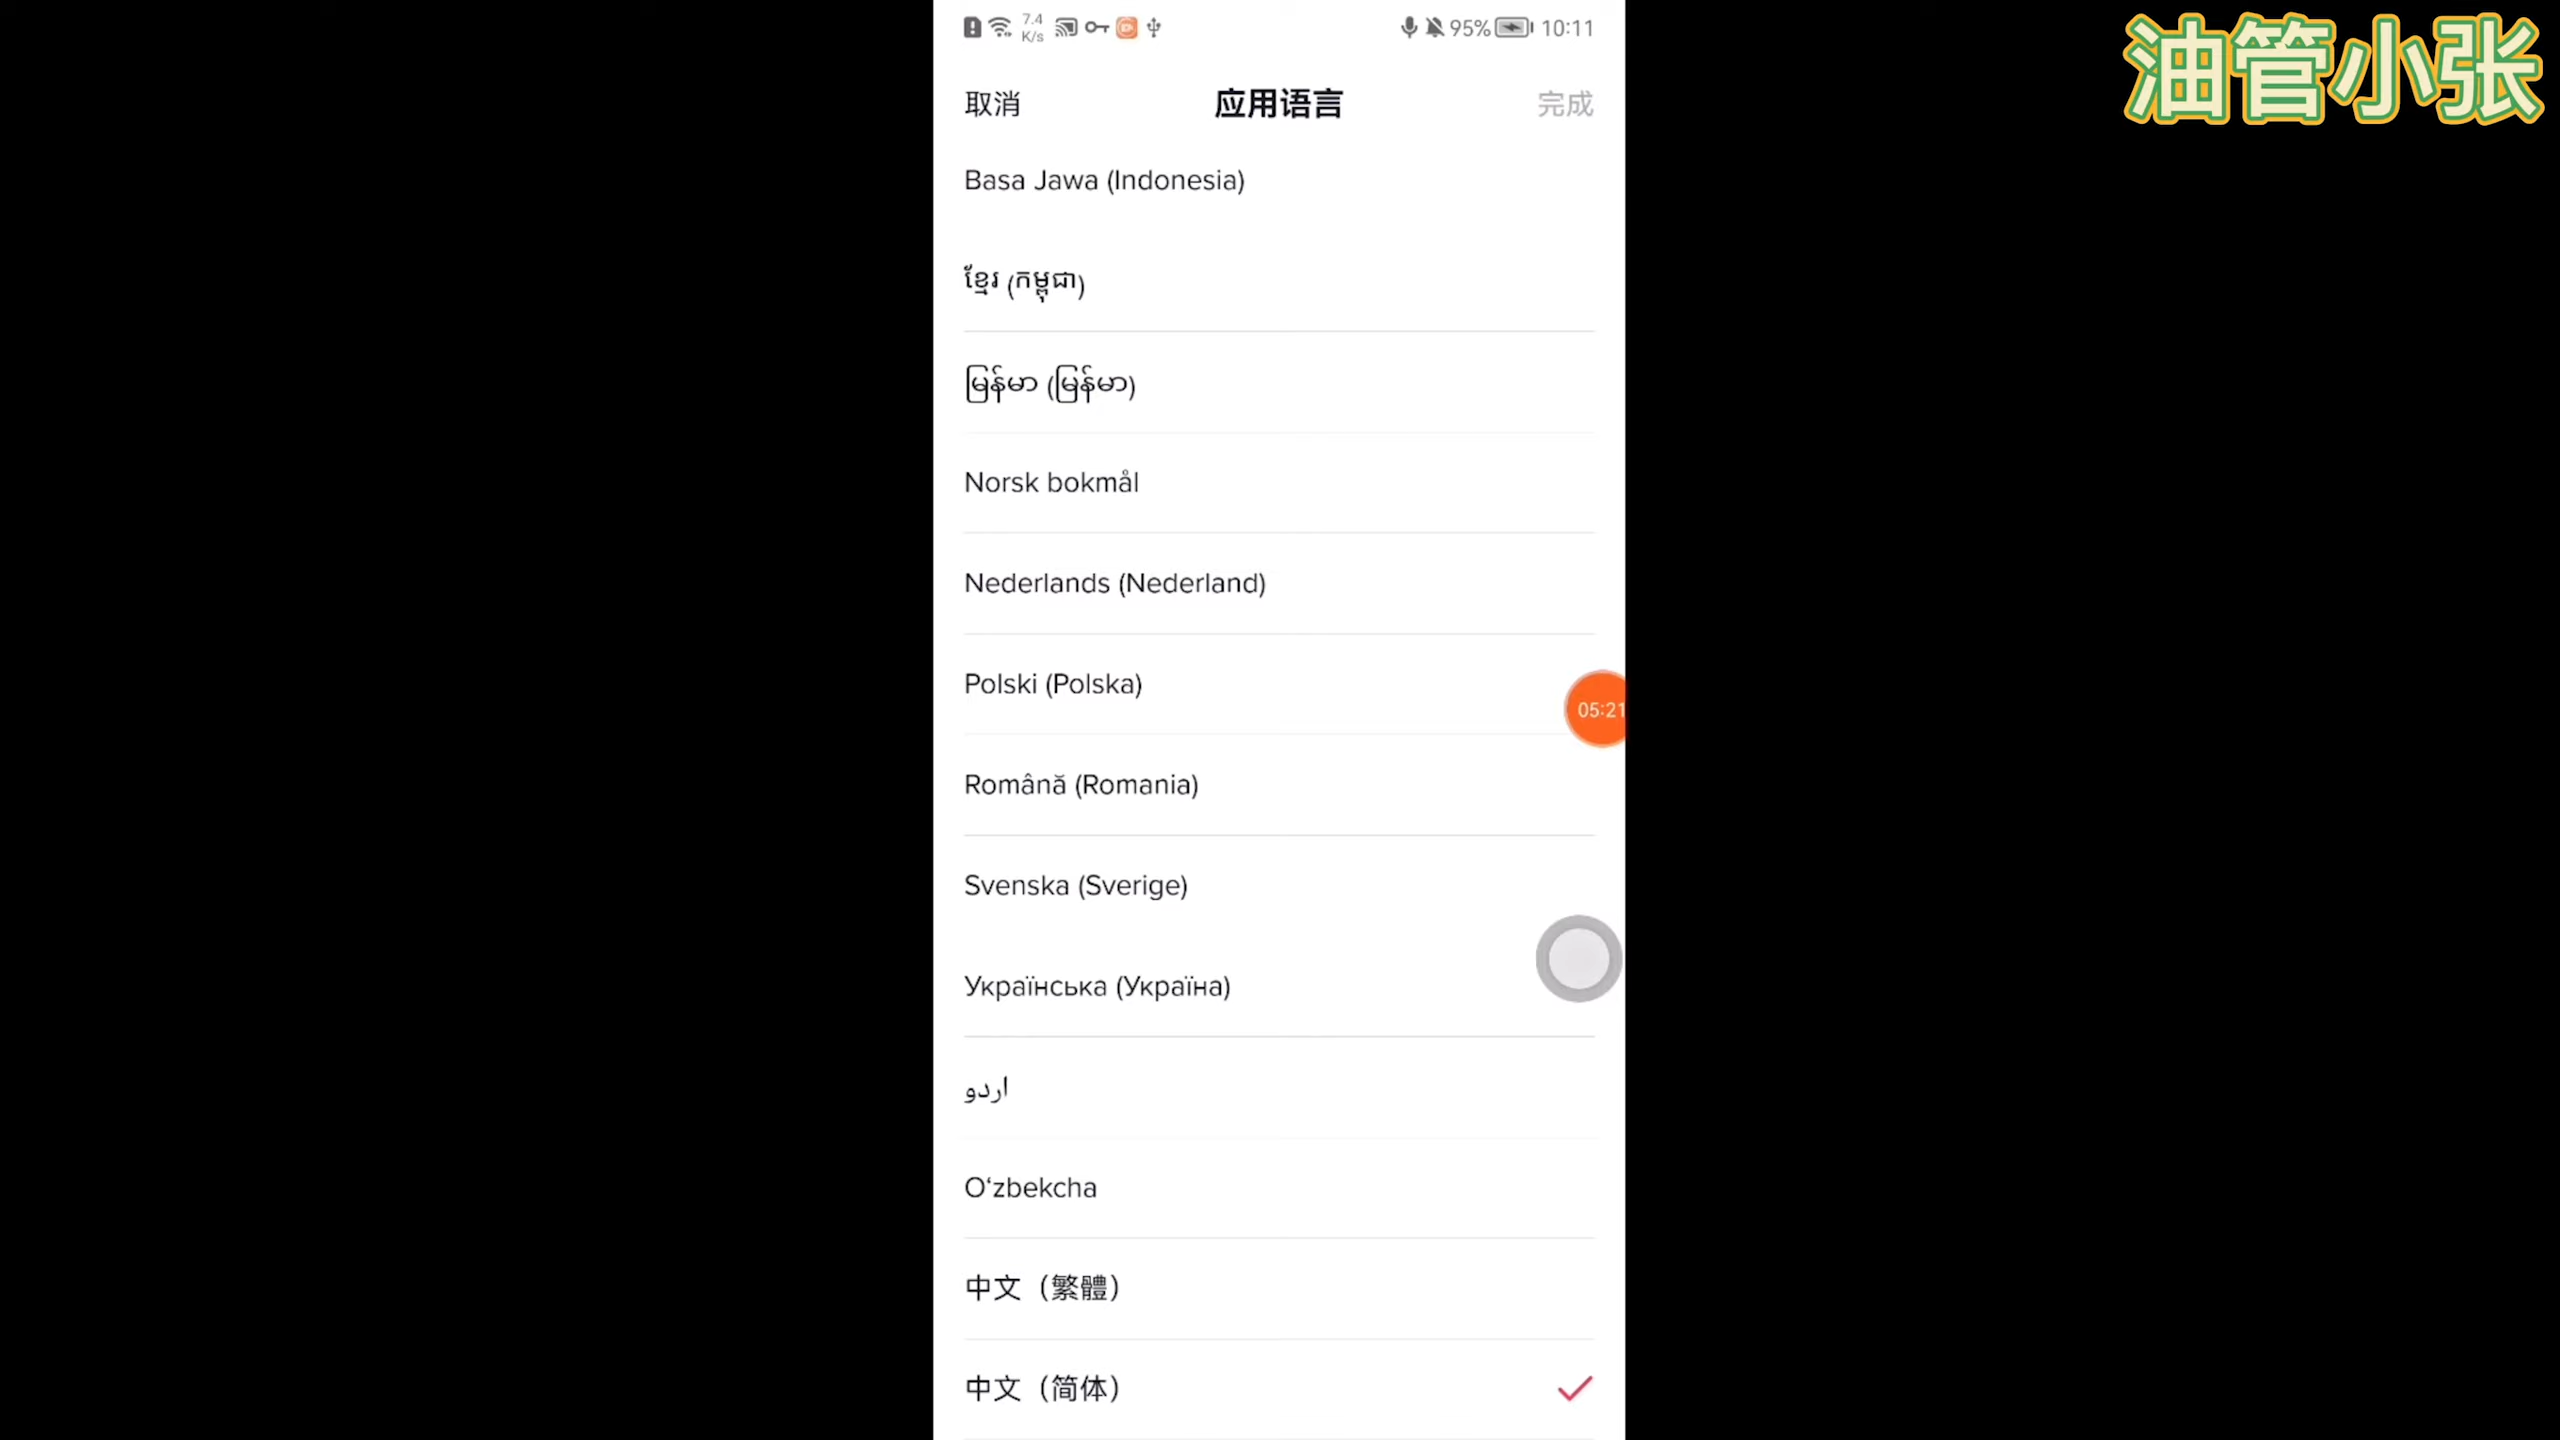 7.4
K/s
95%
10:11
油管小张
取消
应用语言
完成
Basa Jawa (Indonesia)
ខ្មែរ (កម្ពុជា)
မြန်မာ (မြန်မာ)
Norsk bokmål
Nederlands (Nederland)
Polski (Polska)
05:21
Română (Romania)
Svenska (Sverige)
Українська (Україна)
اردو
Oʻzbekcha
中文（繁體）
中文（简体）